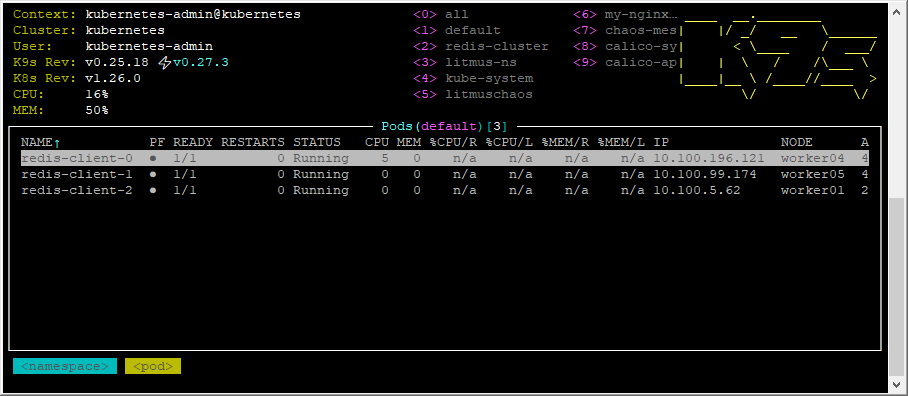 Context: kubernetes-admin@kubernetes <0> all <6> my-nginx…
Cluster: kubernetes <1> default <7> chaos-mes
User: kubernetes-admin <2> redis-cluster <8> calico-sy
K9s Rev: v0.25.18 ⚡v0.27.3 <3> litmus-ns <9> calico-ap
K8s Rev: v1.26.0 <4> kube-system
CPU: 16% <5> litmuschaos
MEM: 50%
Pods(default)[3]
NAME↑ PF READY RESTARTS STATUS CPU MEM %CPU/R %CPU/L %MEM/R %MEM/L IP NODE A
redis-client-0 ● 1/1 0 Running 5 0 n/a n/a n/a n/a 10.100.196.121 worker04 4
redis-client-1 ● 1/1 0 Running 0 0 n/a n/a n/a n/a 10.100.99.174 worker05 4
redis-client-2 ● 1/1 0 Running 0 0 n/a n/a n/a n/a 10.100.5.62 worker01 2
<namespace> <pod>